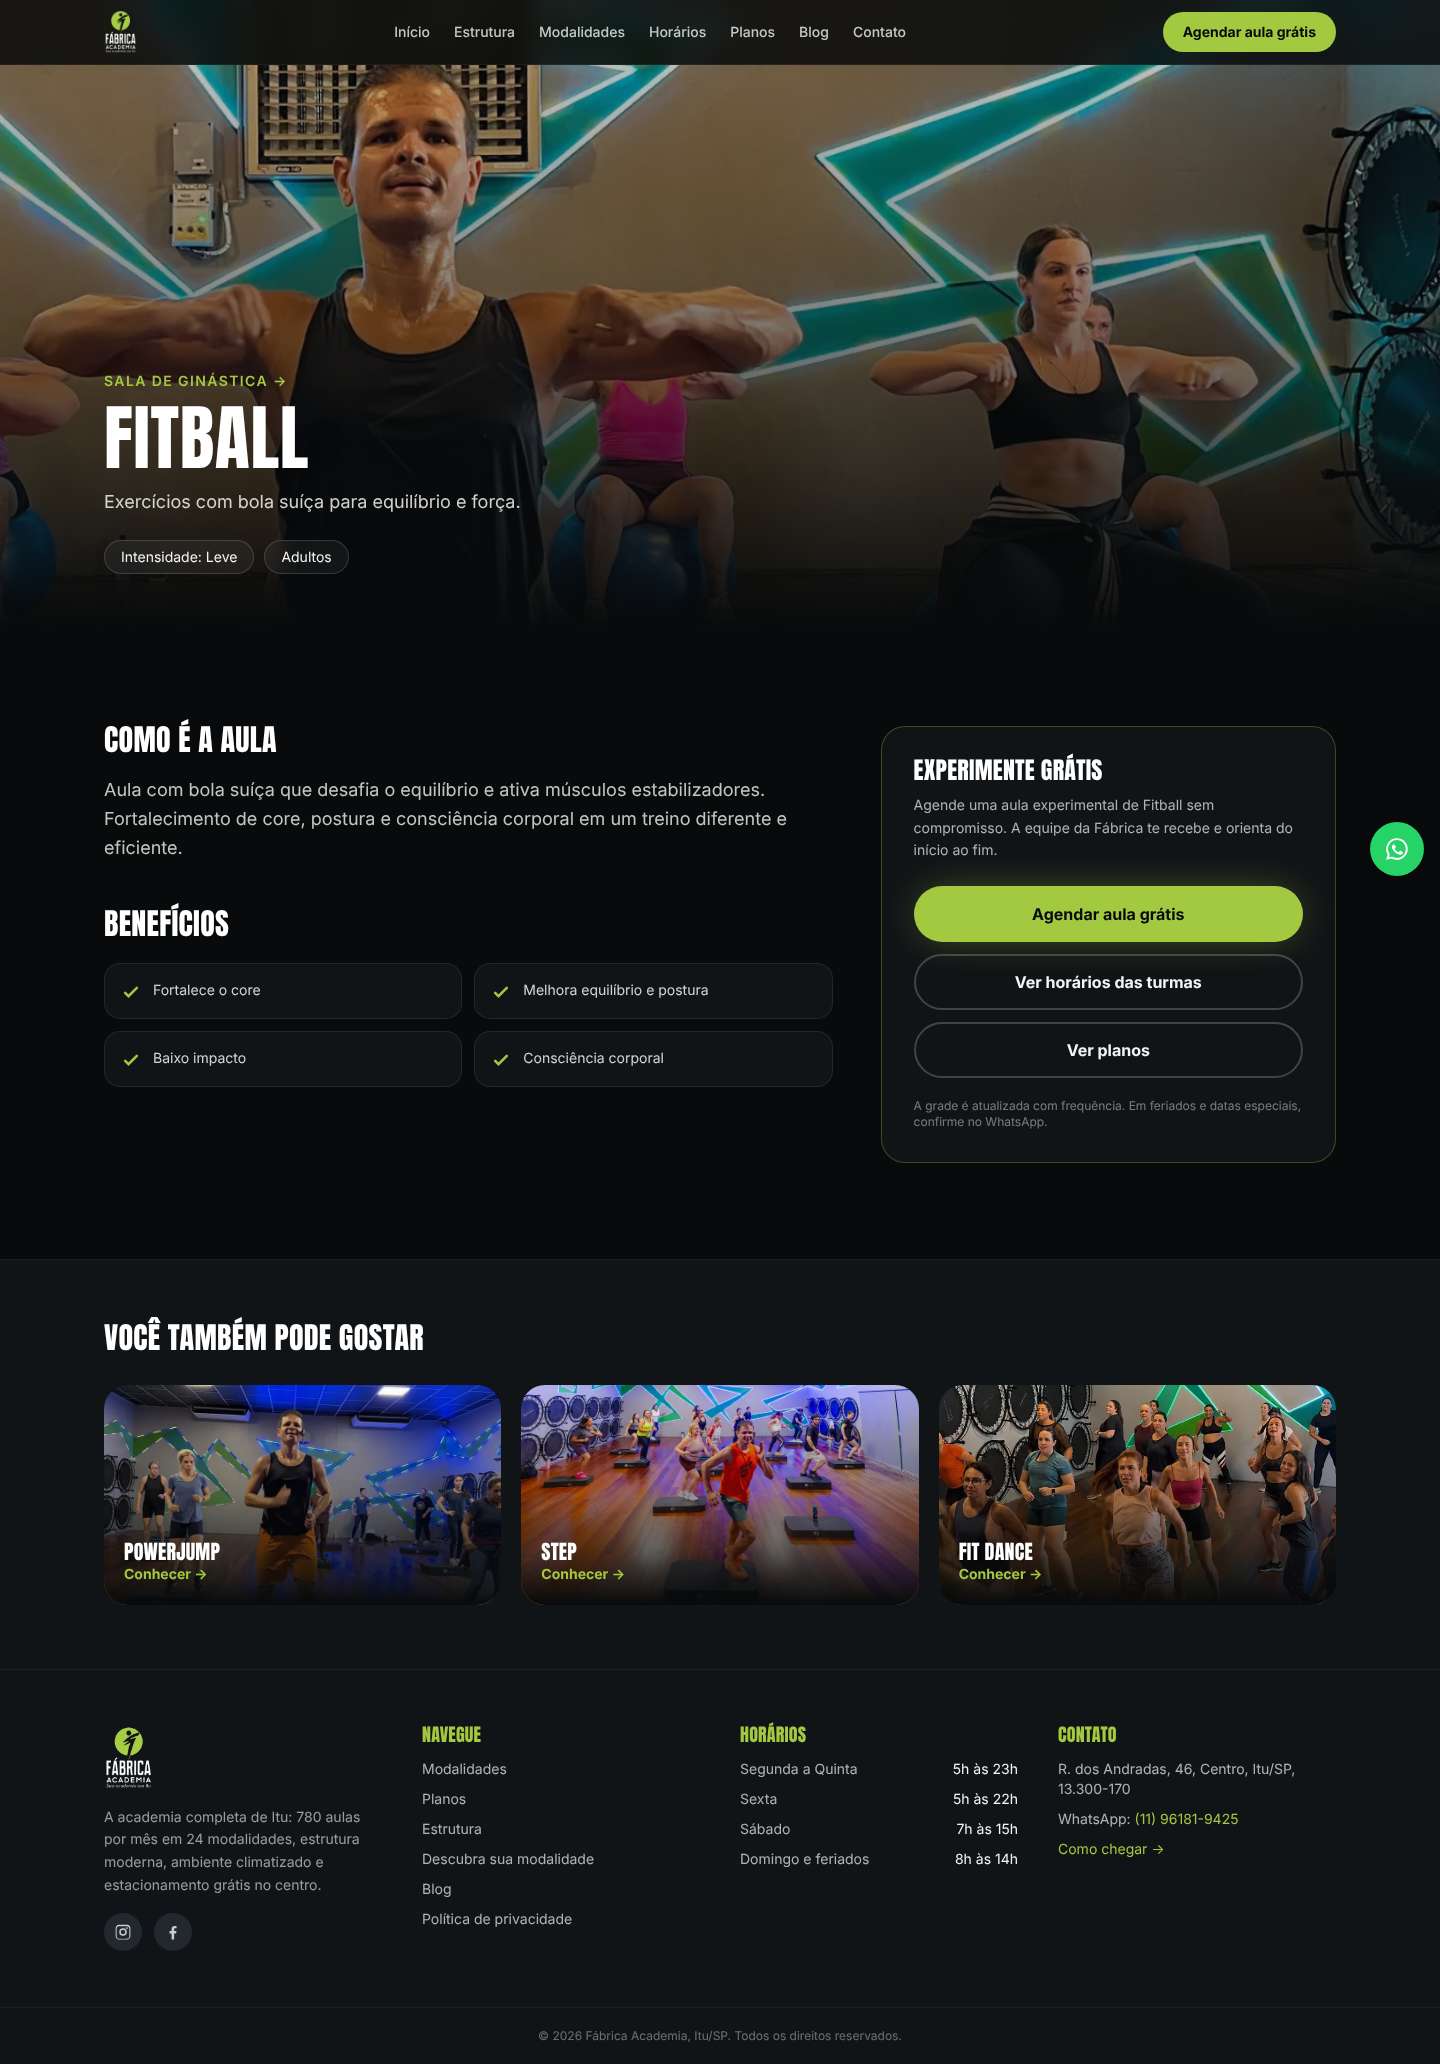 FÁBRICA
ACADEMIA
Início
Estrutura
Modalidades
Horários
Planos
Blog
Contato
Agendar aula grátis
SALA DE GINÁSTICA →
FITBALL
Exercícios com bola suíça para equilíbrio e força.
Intensidade: Leve
Adultos
COMO É A AULA
Aula com bola suíça que desafia o equilíbrio e ativa músculos estabilizadores.
Fortalecimento de core, postura e consciência corporal em um treino diferente e
eficiente.
BENEFÍCIOS
Fortalece o core
Melhora equilíbrio e postura
Baixo impacto
Consciência corporal
EXPERIMENTE GRÁTIS
Agende uma aula experimental de Fitball sem
compromisso. A equipe da Fábrica te recebe e orienta do
início ao fim.
Agendar aula grátis
Ver horários das turmas
Ver planos
A grade é atualizada com frequência. Em feriados e datas especiais,
confirme no WhatsApp.
VOCÊ TAMBÉM PODE GOSTAR
POWERJUMP
Conhecer →
STEP
Conhecer →
FIT DANCE
Conhecer →
FÁBRICA
ACADEMIA
A academia completa de Itu: 780 aulas
por mês em 24 modalidades, estrutura
moderna, ambiente climatizado e
estacionamento grátis no centro.
NAVEGUE
Modalidades
Planos
Estrutura
Descubra sua modalidade
Blog
Política de privacidade
HORÁRIOS
Segunda a Quinta 5h às 23h
Sexta 5h às 22h
Sábado 7h às 15h
Domingo e feriados 8h às 14h
CONTATO
R. dos Andradas, 46, Centro, Itu/SP,
13.300-170
WhatsApp: (11) 96181-9425
Como chegar →
© 2026 Fábrica Academia, Itu/SP. Todos os direitos reservados.